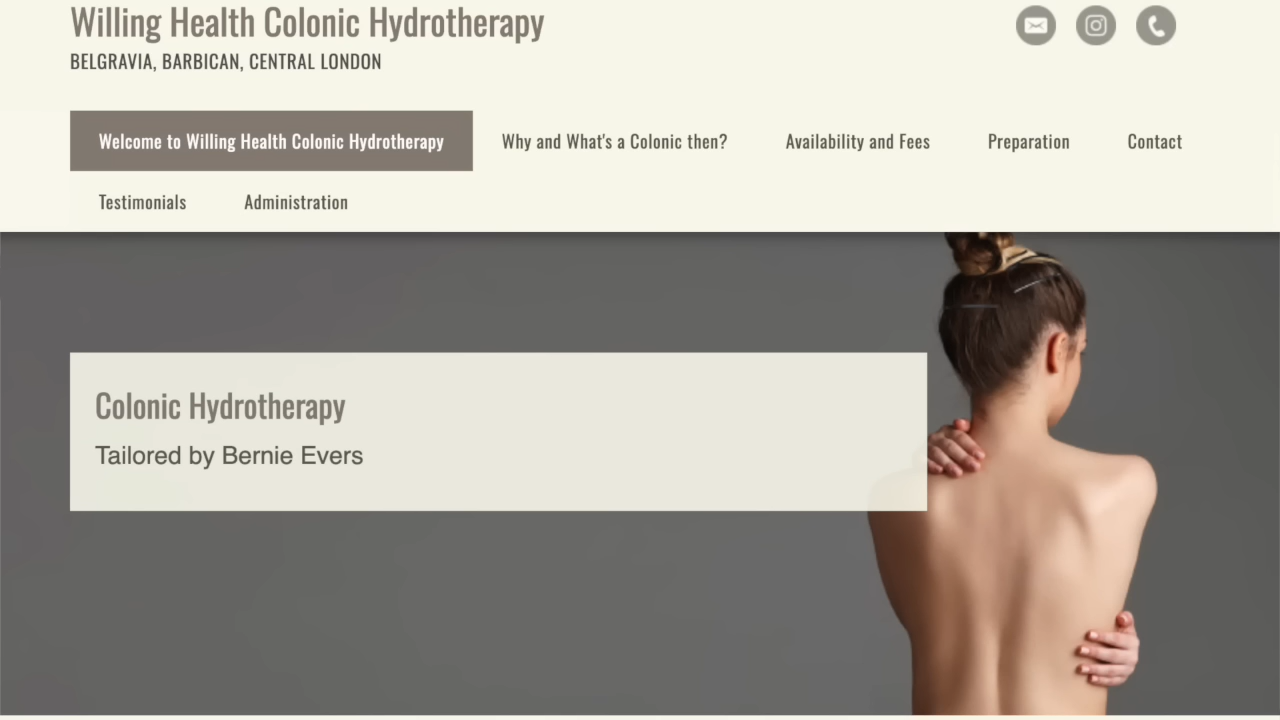 Willing Health Colonic Hydrotherapy
BELGRAVIA, BARBICAN, CENTRAL LONDON
Welcome to Willing Health Colonic Hydrotherapy
Why and What's a Colonic then?
Availability and Fees
Preparation
Contact
Testimonials
Administration
Colonic Hydrotherapy
Tailored by Bernie Evers